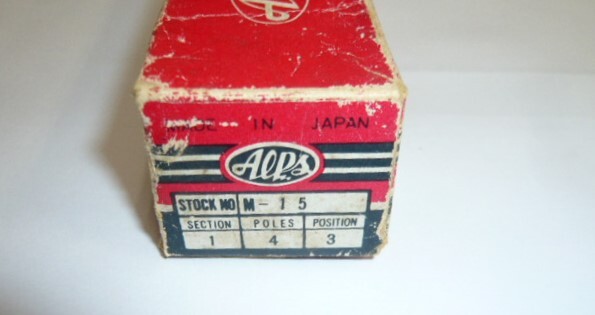 MADE IN JAPAN
ALPS
STOCK NO M-15
SECTION POLES POSITION
1 4 3